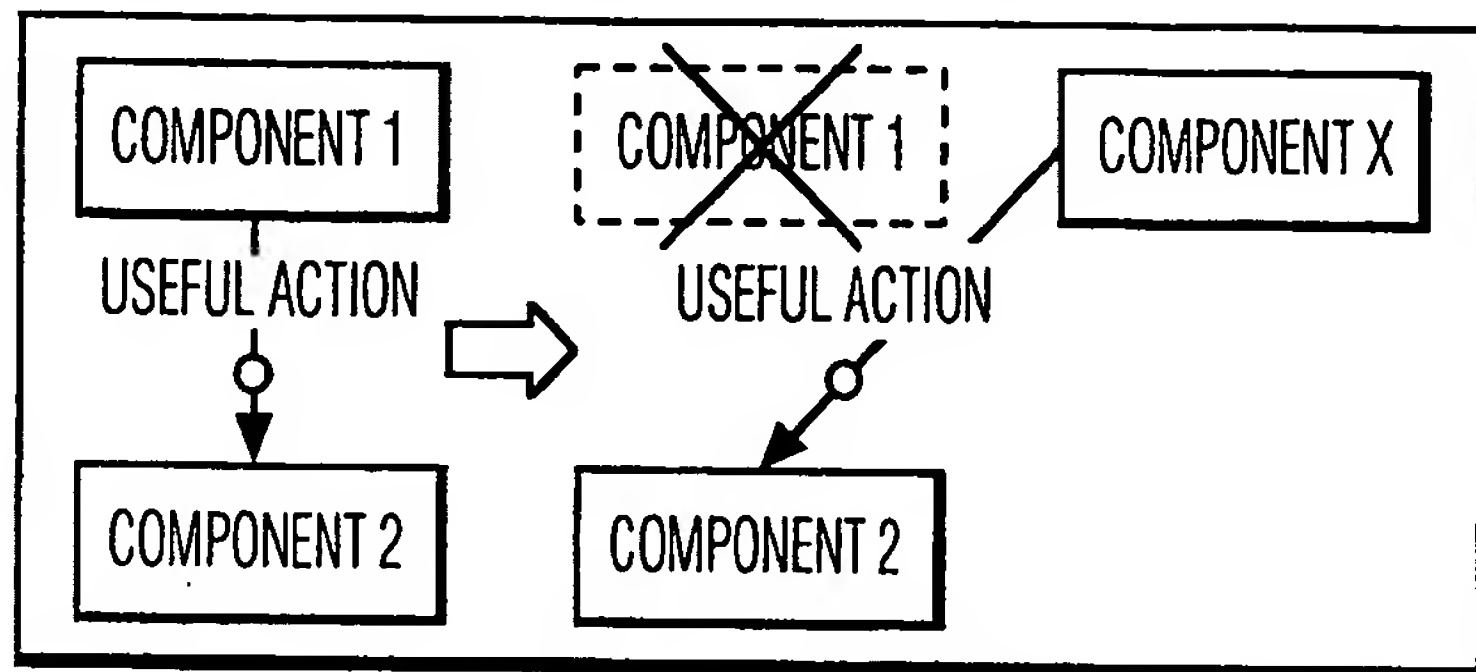 COMPONENT 1
COMPONENT 1
COMPONENT X
USEFUL ACTION
USEFUL ACTION
COMPONENT 2
COMPONENT 2